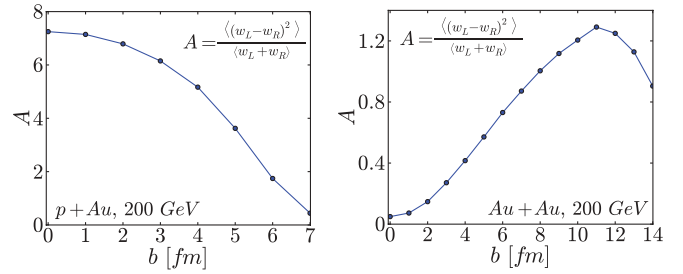 8
6
4
2
0
A
A = ⟨(w_L−w_R)^2⟩ / ⟨w_L+w_R⟩
p+Au, 200 GeV
0 1 2 3 4 5 6 7
b [fm]
1.2
0.8
0.4
0
A
A = ⟨(w_L−w_R)^2⟩ / ⟨w_L+w_R⟩
Au+Au, 200 GeV
0 2 4 6 8 10 12 14
b [fm]